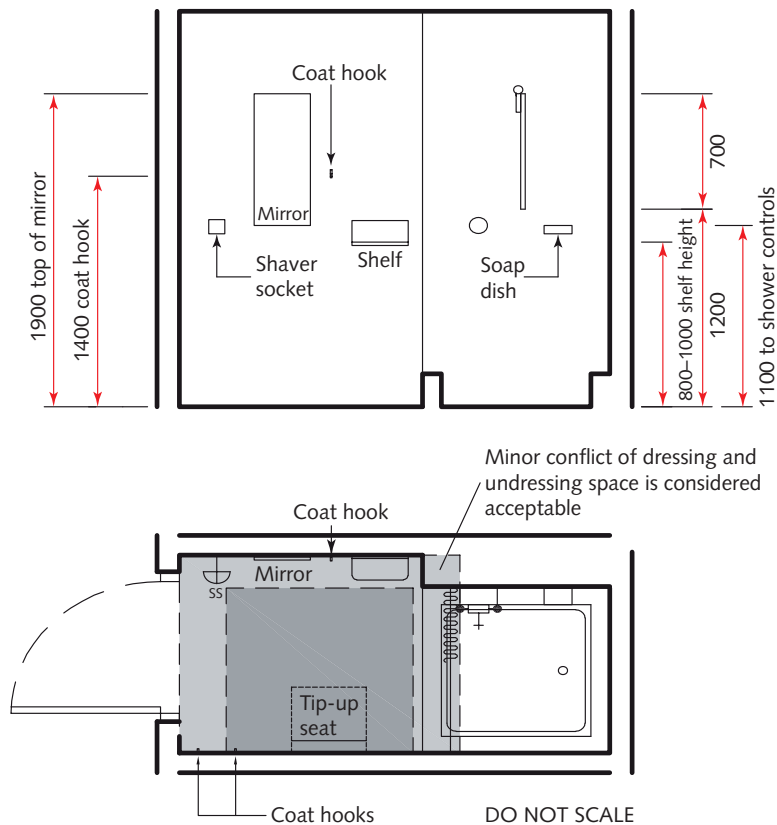 Coat hook
1900 top of mirror
1400 coat hook
Mirror
Shaver
socket
Shelf
Soap
dish
700
800–1000 shelf height
1200
1100 to shower controls
Minor conflict of dressing and
undressing space is considered
acceptable
Coat hook
Mirror
SS
Tip-up
seat
Coat hooks
DO NOT SCALE